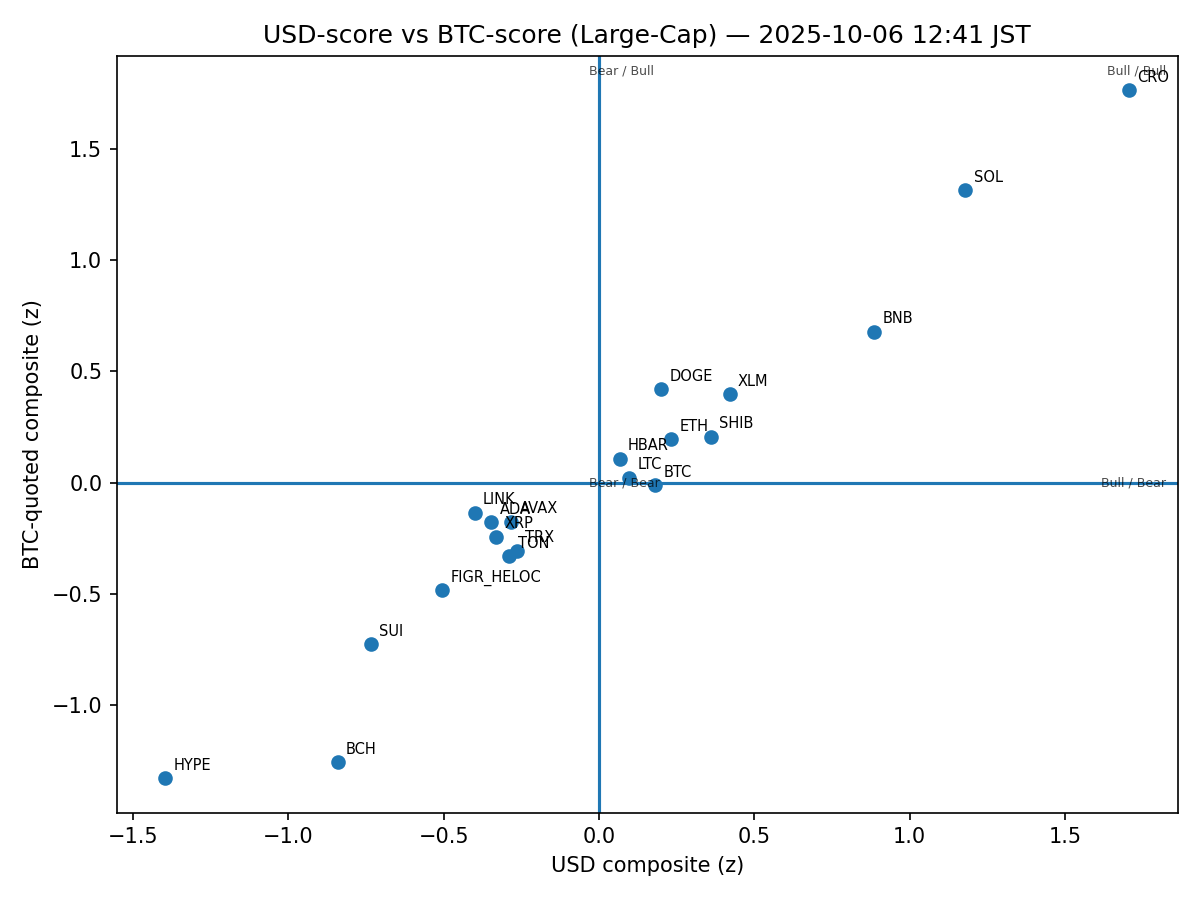 USD-score vs BTC-score (Large-Cap) — 2025-10-06 12:41 JST
Bear / Bull
Bull / Bull
CRO
SOL
BNB
DOGE
XLM
ETH
SHIB
HBAR
LTC
BTC
Bear / Bear
Bull / Bear
LINK
ADA
AVAX
XRP
TRX
TON
FIGR_HELOC
SUI
BCH
HYPE
1.5
1.0
0.5
0.0
−0.5
−1.0
BTC-quoted composite (z)
−1.5
−1.0
−0.5
0.0
0.5
1.0
1.5
USD composite (z)